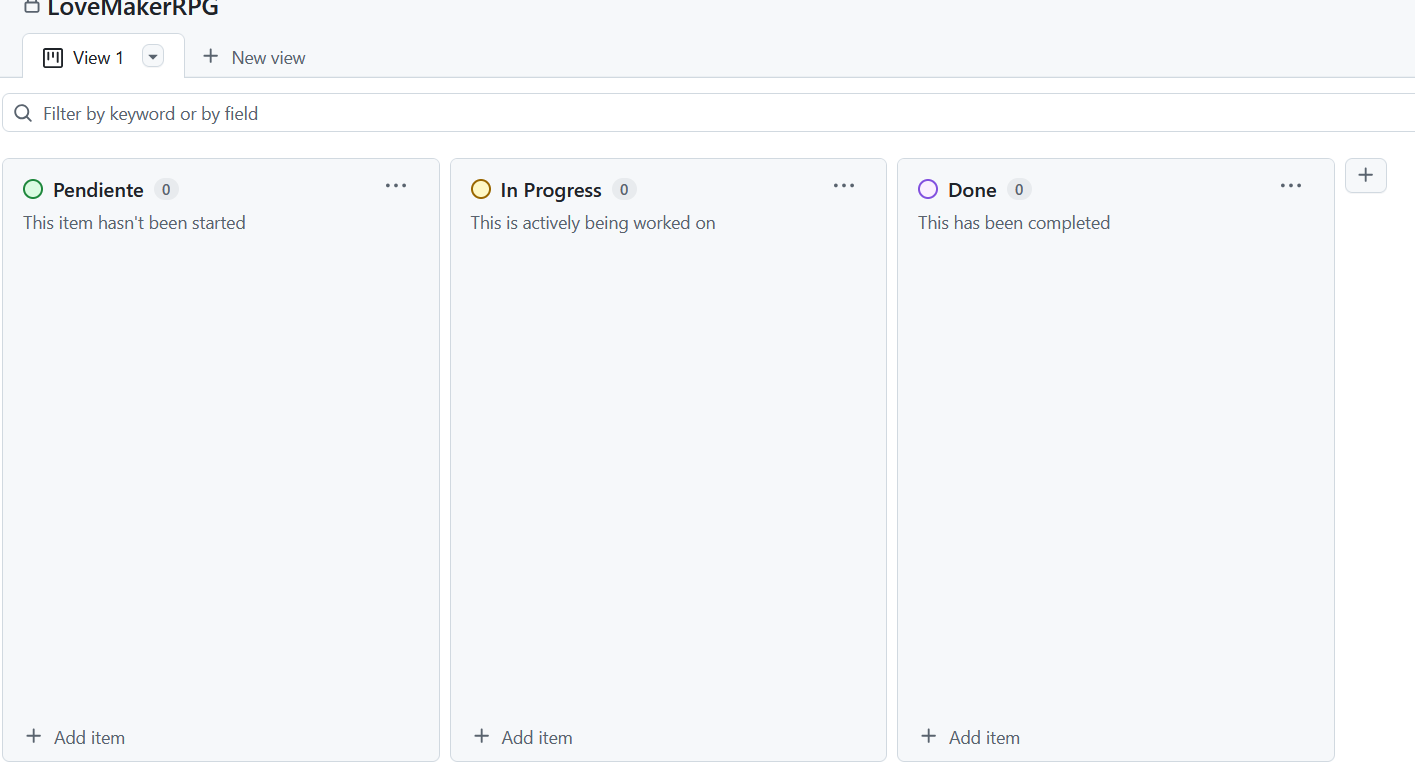 LoveMakerRPG
View 1
New view
Filter by keyword or by field
Pendiente 0
This item hasn't been started
Add item
In Progress 0
This is actively being worked on
Add item
Done 0
This has been completed
Add item